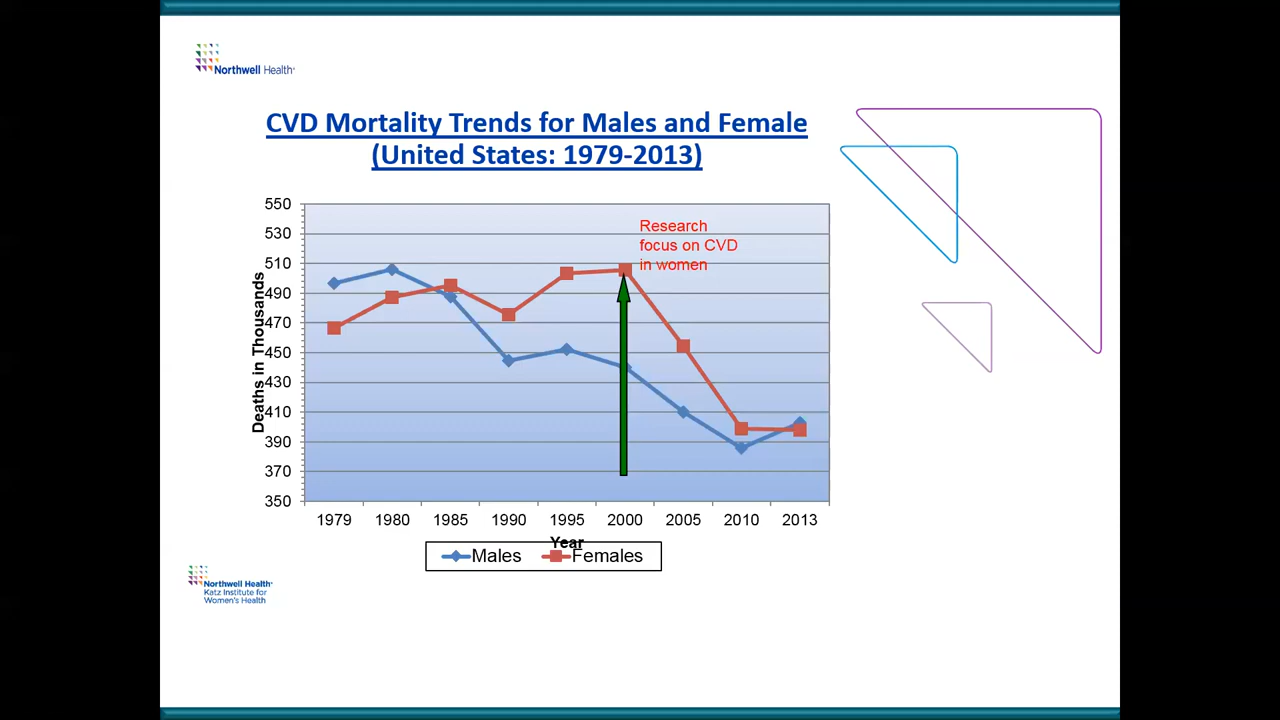 Northwell Health
CVD Mortality Trends for Males and Female
(United States: 1979-2013)
550
530
510
490
470
450
430
410
390
370
350
Deaths in Thousands
Research
focus on CVD
in women
1979 1980 1985 1990 1995 2000 2005 2010 2013
Year
Males Females
Northwell Health
Katz Institute for
Women's Health